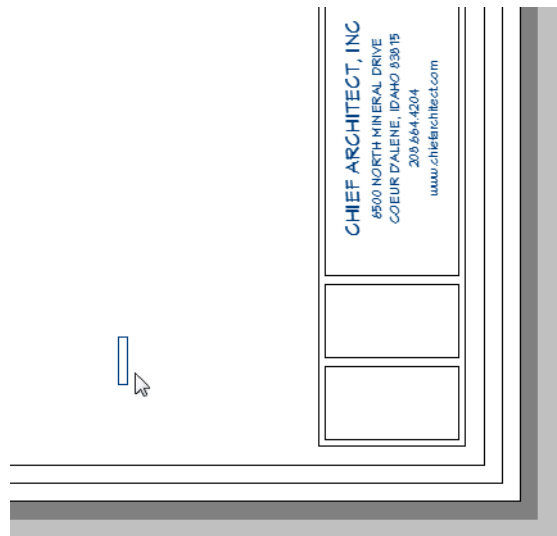 CHIEF ARCHITECT, INC
6500 NORTH MINERAL DRIVE
COEUR D'ALENE, IDAHO 83815
208.664.4204
www.chiefarchitect.com